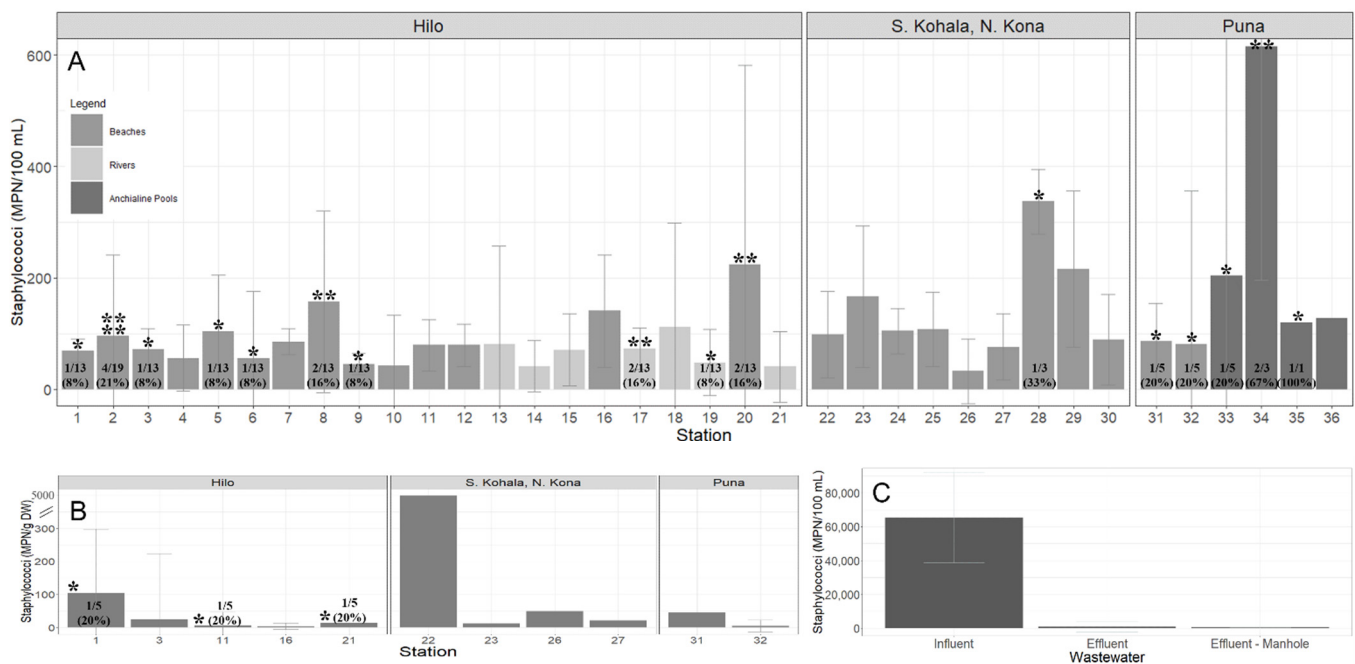 Hilo
S. Kohala, N. Kona
Puna
A
Staphylococci (MPN/100 mL)
600
400
200
0
Legend
Beaches
Rivers
Anchialine Pools
* ** ** * * * ** * ** * ** * * * * ** *
1/13 4/19 1/13 1/13 1/13 2/13 1/13 2/13 1/13 2/13 1/3 1/5 1/5 1/5 2/3 1/1
(8%) (21%) (8%) (8%) (8%) (16%) (8%) (16%) (8%) (16%) (33%) (20%) (20%) (20%) (67%) (100%)
1 2 3 4 5 6 7 8 9 10 11 12 13 14 15 16 17 18 19 20 21 22 23 24 25 26 27 28 29 30 31 32 33 34 35 36
Station
Hilo
S. Kohala, N. Kona
Puna
B
Staphylococci (MPN/g DW)
5000
300
200
100
0
* * *
1/5 1/5 1/5
(20%) (20%) (20%)
1 3 11 16 21 22 23 26 27 31 32
Station
C
Staphylococci (MPN/100 mL)
80,000
60,000
40,000
20,000
0
Influent Effluent Effluent - Manhole
Wastewater